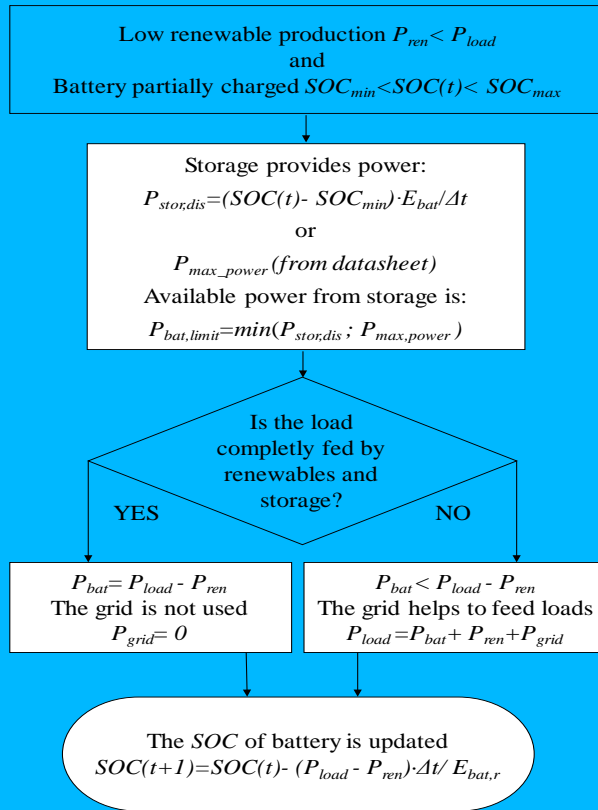 Low renewable production P_ren< P_load
and
Battery partially charged SOC_min<SOC(t)< SOC_max
Storage provides power:
P_stor,dis=(SOC(t)- SOC_min)·E_bat/Δt
or
P_max_power(from datasheet)
Available power from storage is:
P_bat,limit=min(P_stor,dis ; P_max,power )
Is the load
completly fed by
renewables and
storage?
YES
NO
P_bat= P_load - P_ren
The grid is not used
P_grid= 0
P_bat < P_load - P_ren
The grid helps to feed loads
P_load =P_bat+ P_ren+P_grid
The SOC of battery is updated
SOC(t+1)=SOC(t)- (P_load - P_ren)·Δt/ E_bat,r